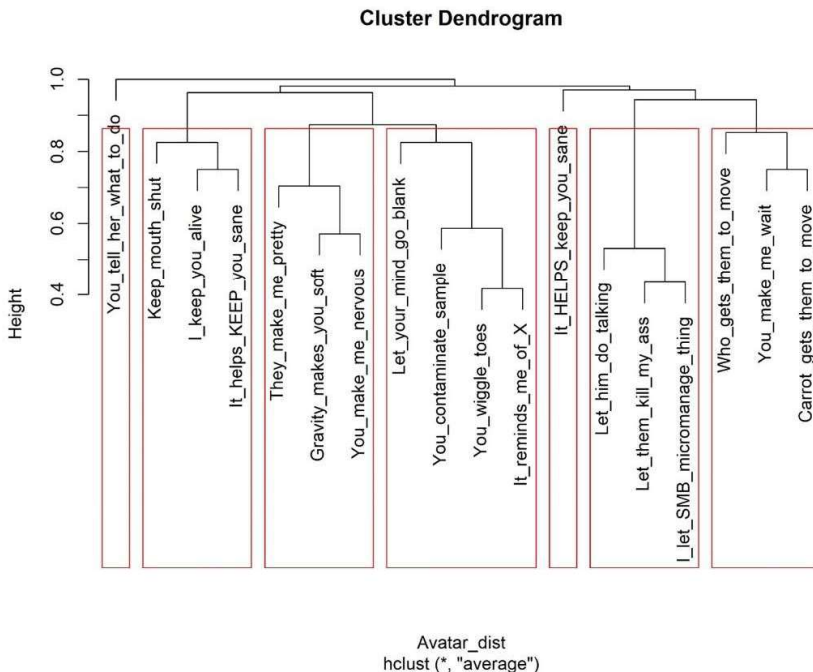 Cluster Dendrogram
Height
1.0
0.8
0.6
0.4
You_tell_her_what_to_do
Keep_mouth_shut
I_keep_you_alive
It_helps_KEEP_you_sane
They_make_me_pretty
Gravity_makes_you_soft
You_make_me_nervous
Let_your_mind_go_blank
You_contaminate_sample
You_wiggle_toes
It_reminds_me_of_X
It_HELPS_keep_you_sane
Let_him_do_talking
Let_them_kill_my_ass
I_let_SMB_micromanage_thing
Who_gets_them_to_move
You_make_me_wait
Carrot_gets_them_to_move
Avatar_dist
hclust (*, "average")